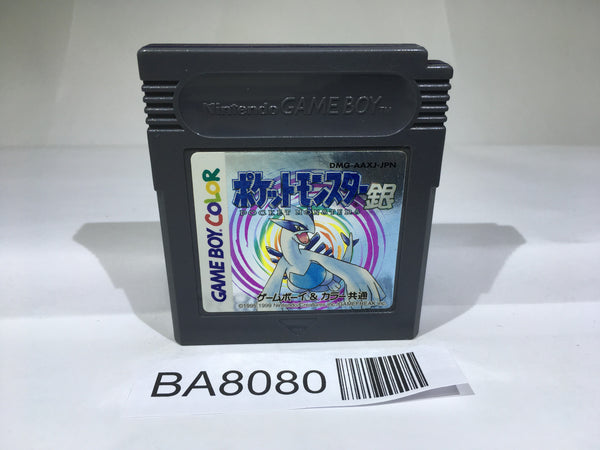 Nintendo GAME BOY TM
DMG-AAXJ-JPN
ポケットモンスター銀
POCKET MONSTERS
GAME BOY COLOR
ゲームボーイ & カラー共通
BA8080